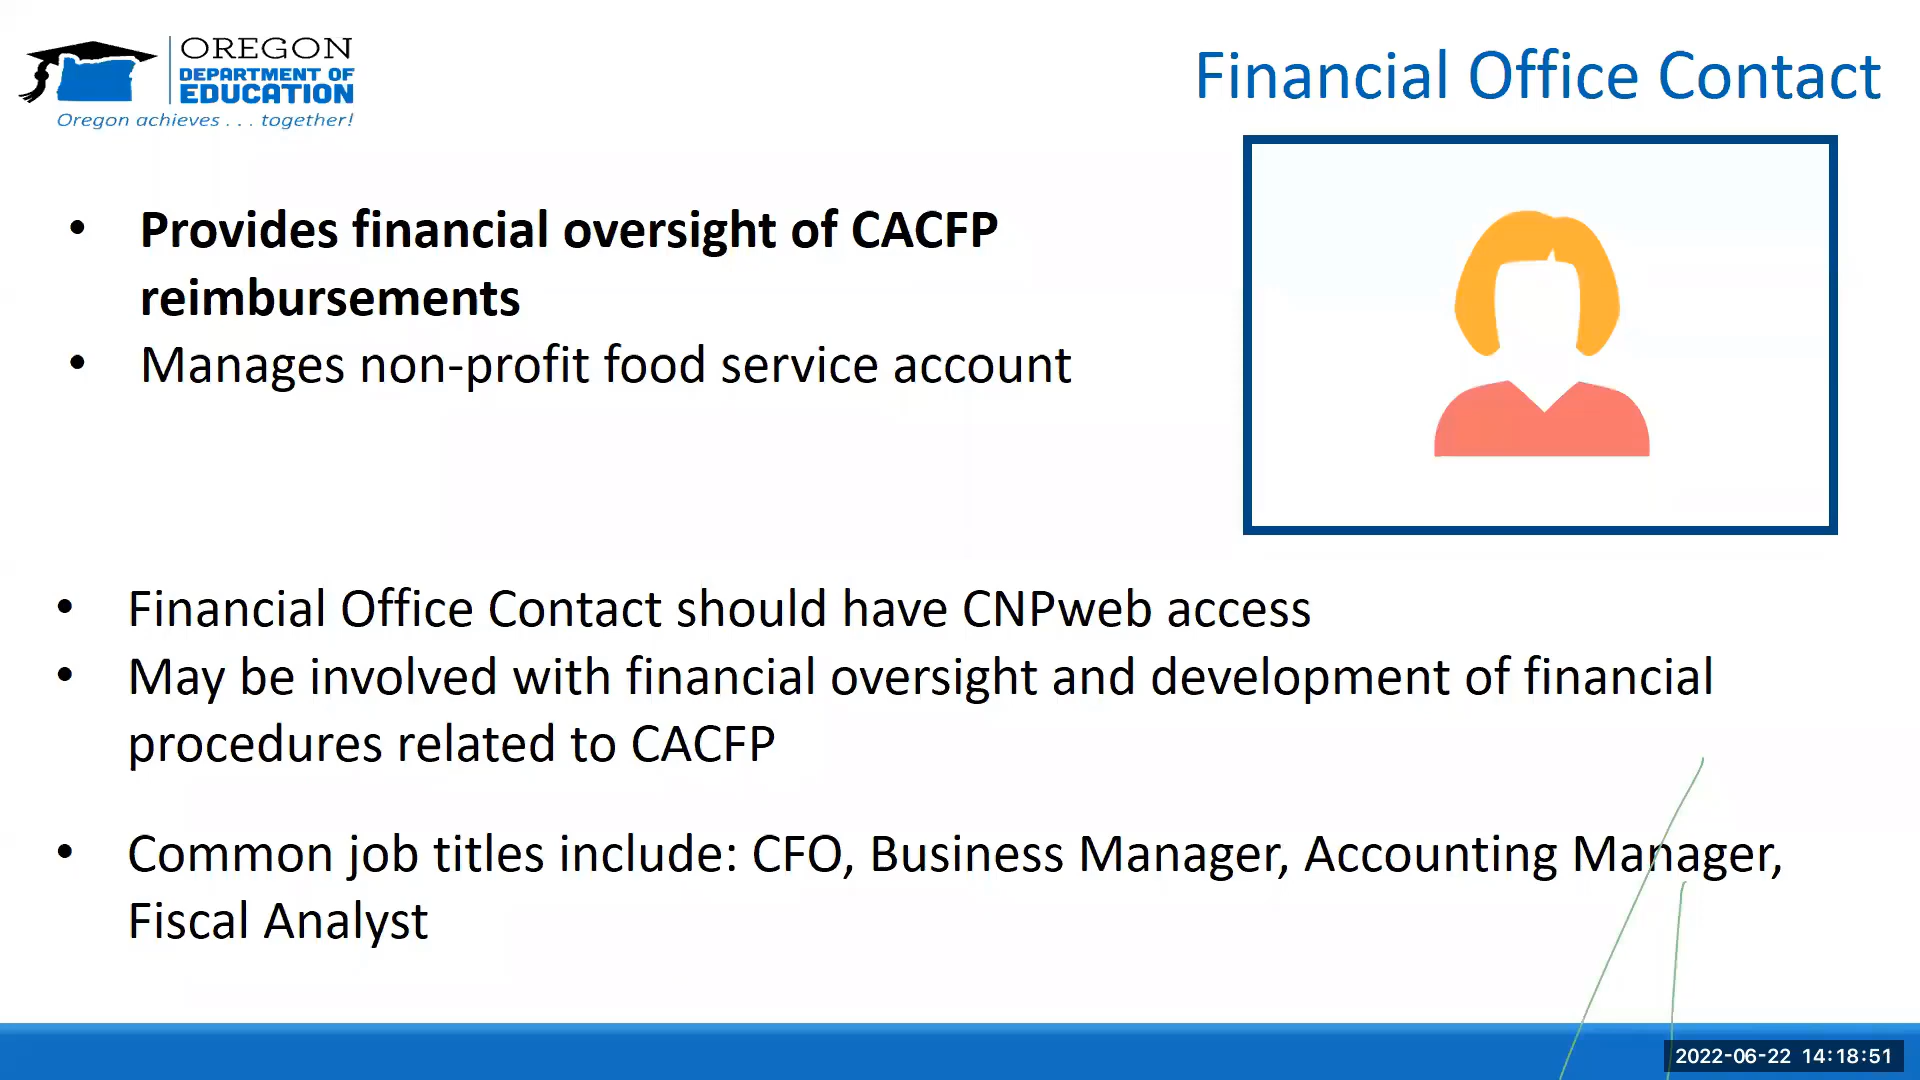 OREGON
DEPARTMENT OF
EDUCATION
Oregon achieves . . . together!
Financial Office Contact
• Provides financial oversight of CACFP
reimbursements
• Manages non-profit food service account
• Financial Office Contact should have CNPweb access
• May be involved with financial oversight and development of financial
procedures related to CACFP
• Common job titles include: CFO, Business Manager, Accounting Manager,
Fiscal Analyst
2022-06-22 14:18:51